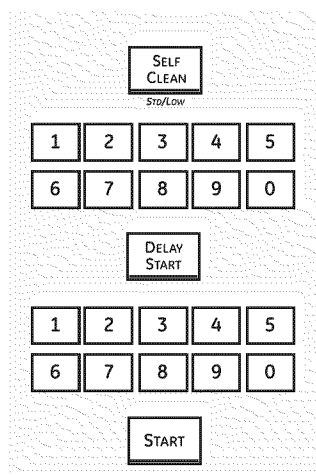 SELF
CLEAN
STD/LOW
1 2 3 4 5
6 7 8 9 0
DELAY
START
1 2 3 4 5
6 7 8 9 0
START